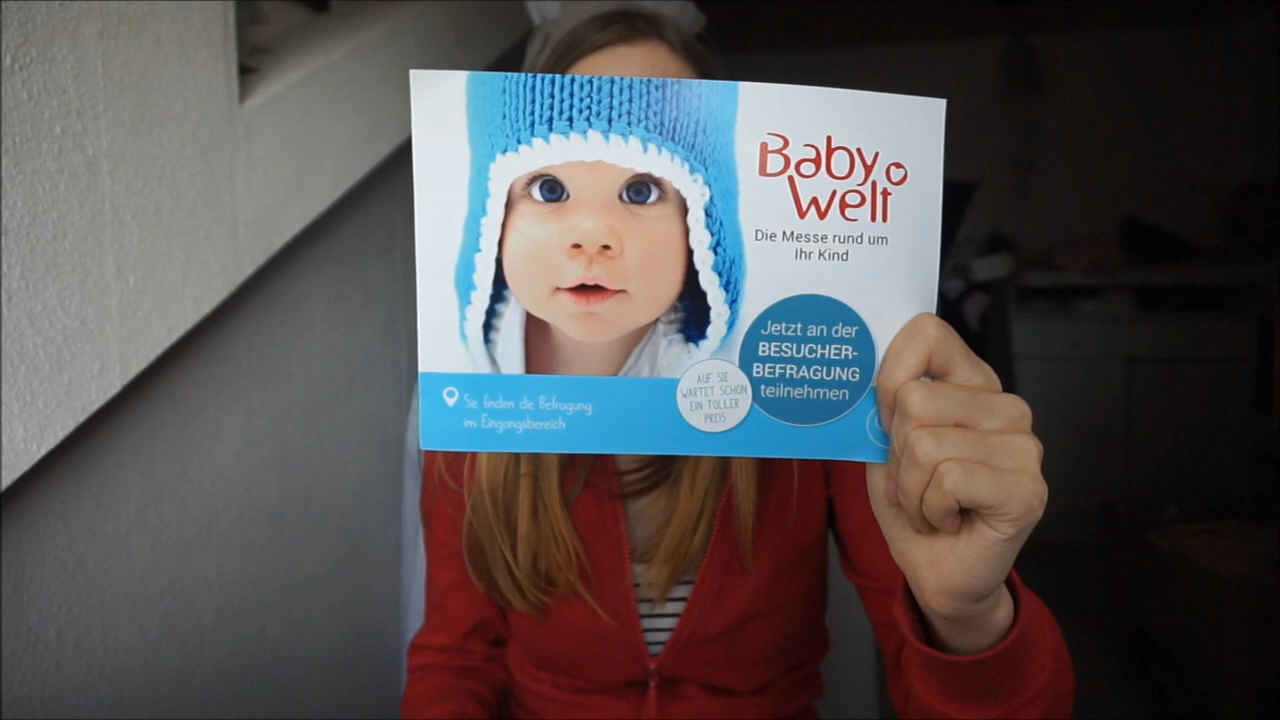 Baby
welt
Die Messe rund um
Ihr Kind
Jetzt an der
BESUCHER-
BEFRAGUNG
teilnehmen
AUF SIE
WARTET SCHON
EIN TOLLER
PREIS
Sie finden die Befragung
im Eingangsbereich